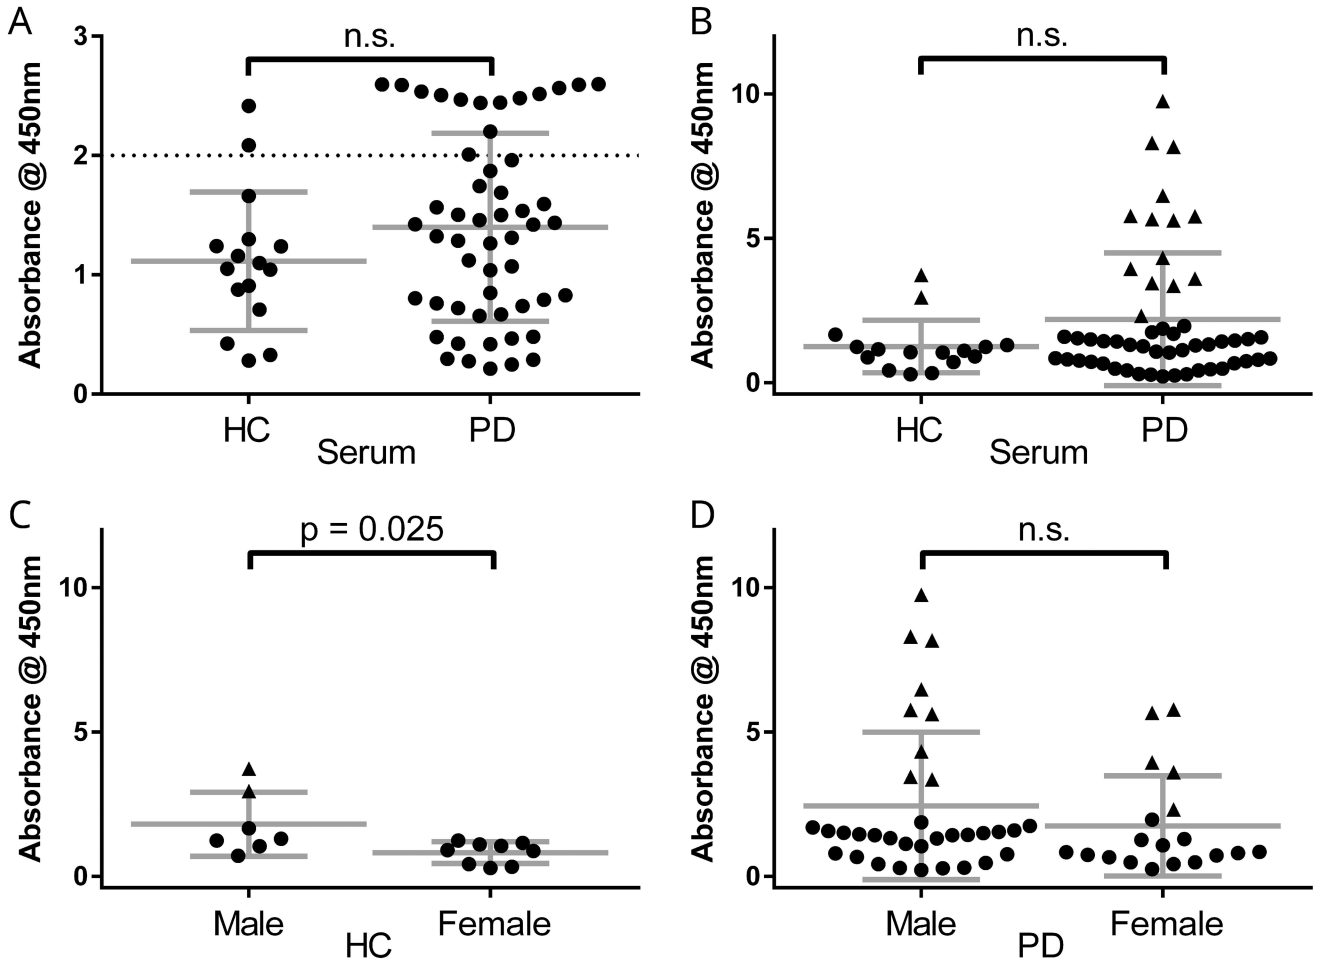 A
n.s.
Absorbance @ 450nm
3
2
1
0
HC
PD
Serum
B
n.s.
Absorbance @ 450nm
10
5
0
HC
PD
Serum
C
p = 0.025
Absorbance @ 450nm
10
5
0
Male
Female
HC
D
n.s.
Absorbance @ 450nm
10
5
0
Male
Female
PD